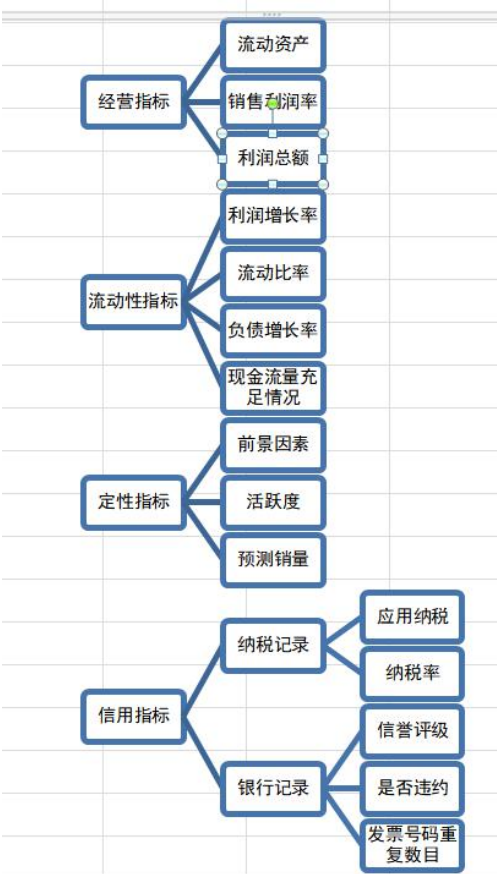 流动资产
经营指标
销售利润率
利润总额
利润增长率
流动比率
流动性指标
负债增长率
现金流量充
足情况
前景因素
定性指标
活跃度
预测销量
应用纳税
纳税记录
纳税率
信用指标
信誉评级
银行记录
是否违约
发票号码重
复数目